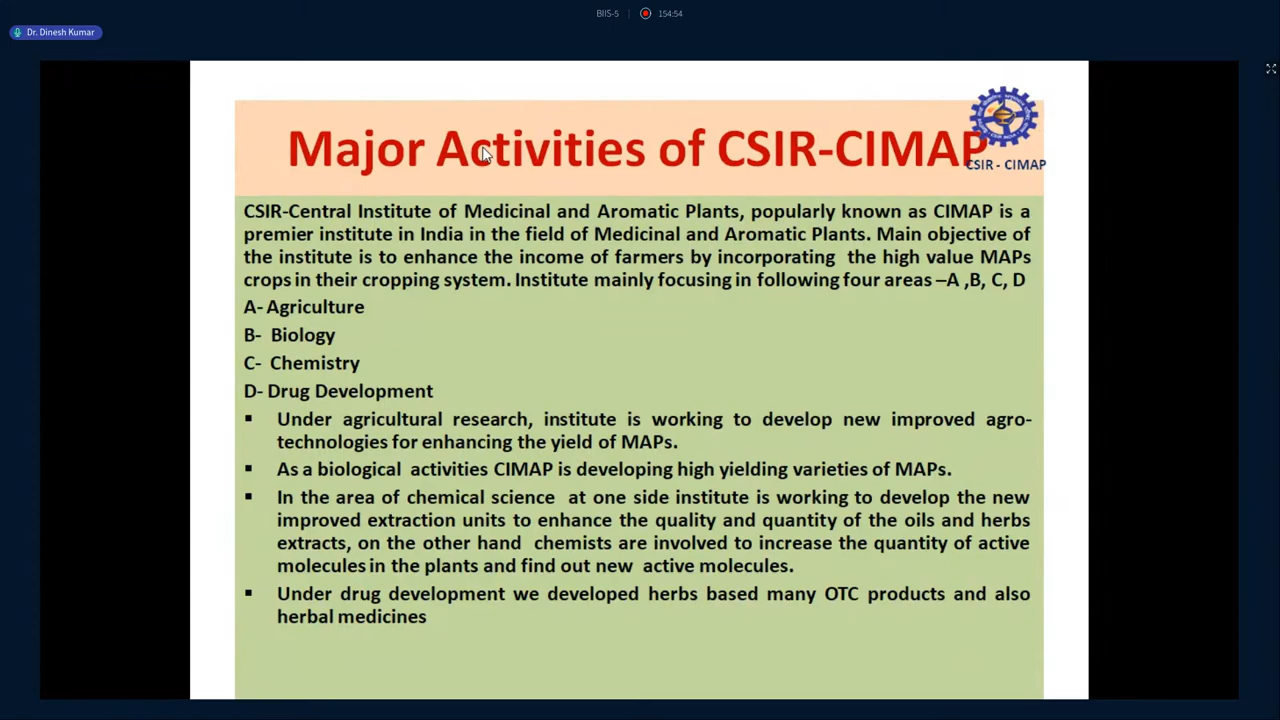 BIIS-5 | 154:54
Dr. Dinesh Kumar
Major Activities of CSIR-CIMAP
CSIR - CIMAP
CSIR-Central Institute of Medicinal and Aromatic Plants, popularly known as CIMAP is a
premier institute in India in the field of Medicinal and Aromatic Plants. Main objective of
the institute is to enhance the income of farmers by incorporating the high value MAPs
crops in their cropping system. Institute mainly focusing in following four areas –A ,B, C, D
A- Agriculture
B- Biology
C- Chemistry
D- Drug Development
▪ Under agricultural research, institute is working to develop new improved agro-
technologies for enhancing the yield of MAPs.
▪ As a biological activities CIMAP is developing high yielding varieties of MAPs.
▪ In the area of chemical science at one side institute is working to develop the new
improved extraction units to enhance the quality and quantity of the oils and herbs
extracts, on the other hand chemists are involved to increase the quantity of active
molecules in the plants and find out new active molecules.
▪ Under drug development we developed herbs based many OTC products and also
herbal medicines